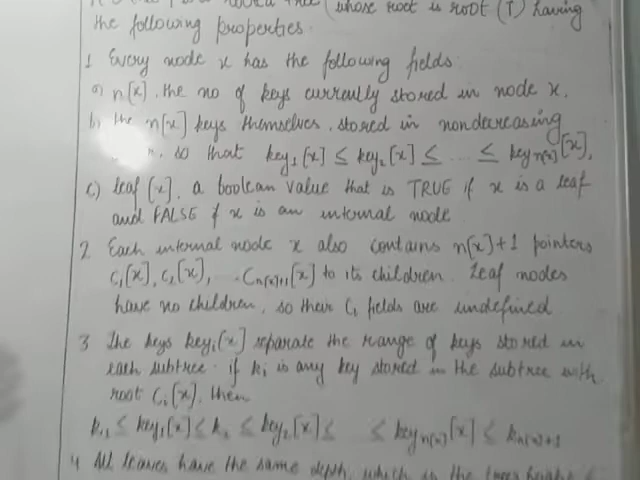 (whose root is root (T) having
the following properties.
1 Every node x has the following fields
a) n[x], the no of keys currently stored in node x.
b) the n[x] keys themselves, stored in nondecreasing
so that key1[x] ≤ key2[x] ≤ ... ≤ keyn[x][x],
c) leaf [x], a boolean value that is TRUE if x is a leaf
and FALSE if x is an internal node
2 Each internal node x also contains n[x]+1 pointers
c1[x], c2[x], .. Cn[x]+1[x] to its children. Leaf nodes
have no children, so their Ci fields are undefined
3 The keys keyi[x] separate the range of keys stored in
each subtree. if ki is any key stored in the subtree with
root Ci[x], then
k1 ≤ key1[x] ≤ k2 ≤ key2[x] ≤ ≤ keyn[x][x] ≤ kn[x]+1
4 All leaves have the same depth, which is the trees height